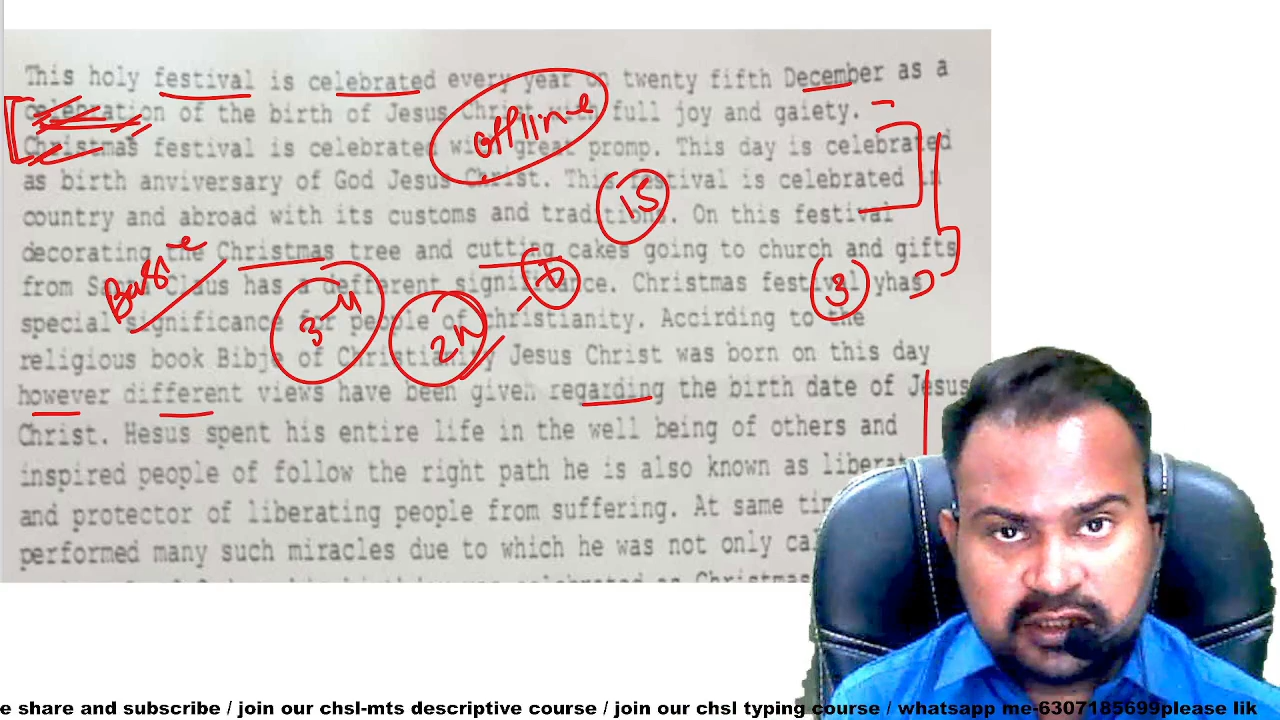 This holy festival is celebrated every year on twenty fifth December as a
celebration of the birth of Jesus Christ with full joy and gaiety.
Christmas festival is celebrated with great promp. This day is celebrated
as birth anviversary of God Jesus Christ. This festival is celebrated in
country and abroad with its customs and traditions. On this festival
decorating the Christmas tree and cutting cakes going to church and gifts
from Santa Claus has a defferent significance. Christmas festival yhas
special significance for people of christianity. Acciriding to the
religious book Bibje of Christianity Jesus Christ was born on this day
however different views have been given regarding the birth date of Jesus
Christ. Hesus spent his entire life in the well being of others and
inspired people of follow the right path he is also known as
and protector of liberating people from suffering. At same
performed many such miracles due to which he was not only
Christmas
offline
15
3
3-4
2n
e share and subscribe / join our chsl-mts descriptive course / join our chsl typing course / whatsapp me-6307185699please lik